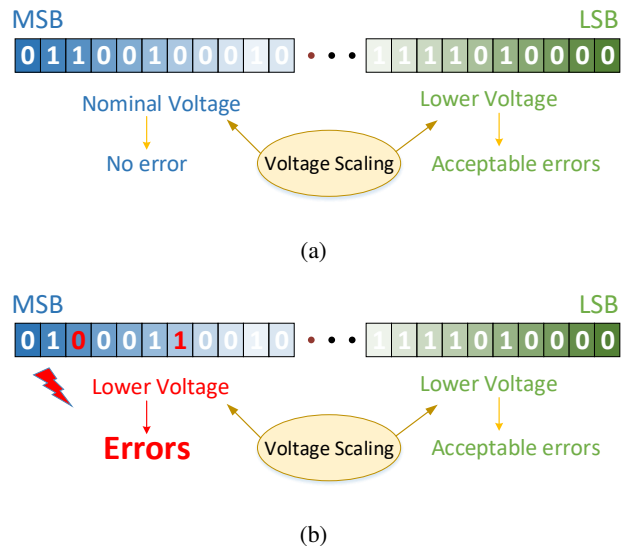 MSB LSB
0 1 1 0 0 1 0 0 0 1 0 1 1 1 1 0 1 0 0 0 0
Nominal Voltage Lower Voltage
Voltage Scaling
No error Acceptable errors
(a)
MSB LSB
0 1 0 0 0 1 1 0 0 1 0 1 1 1 1 0 1 0 0 0 0
Lower Voltage Lower Voltage
Voltage Scaling
Errors Acceptable errors
(b)